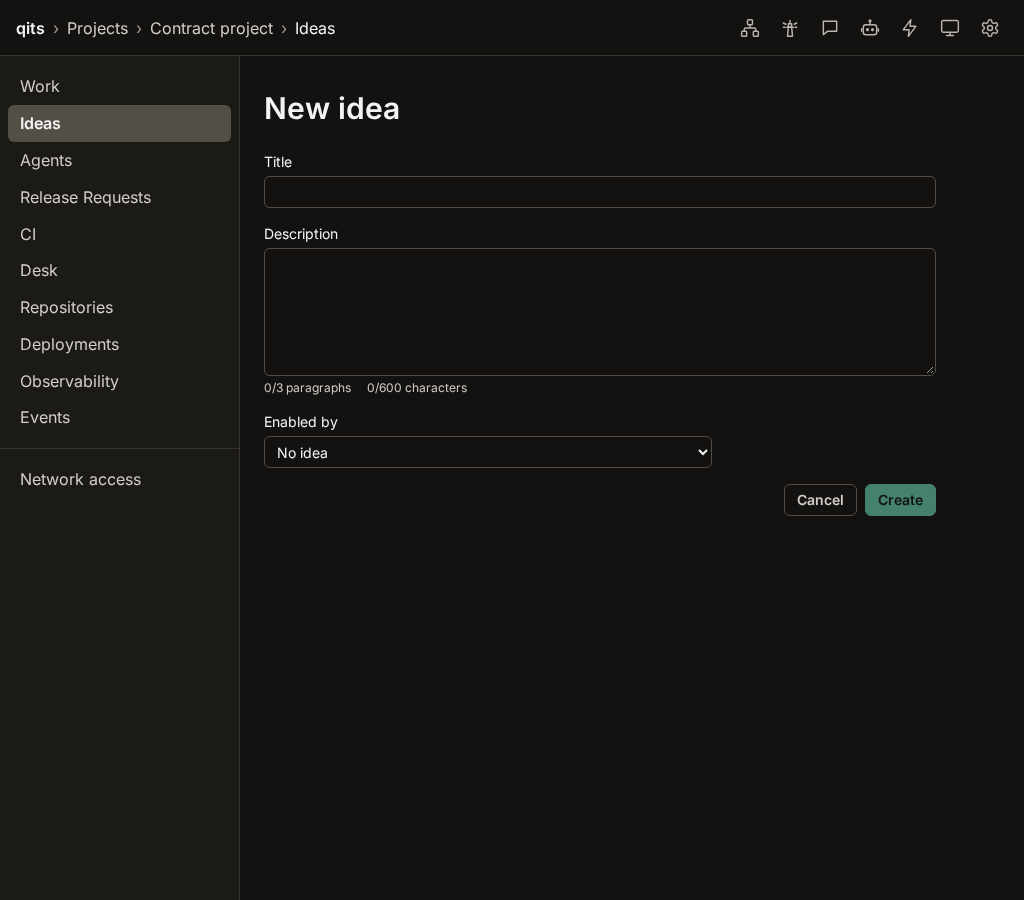 qits › Projects › Contract project › Ideas
Work
Ideas
Agents
Release Requests
CI
Desk
Repositories
Deployments
Observability
Events
Network access
New idea
Title
Description
0/3 paragraphs 0/600 characters
Enabled by
No idea
Cancel Create